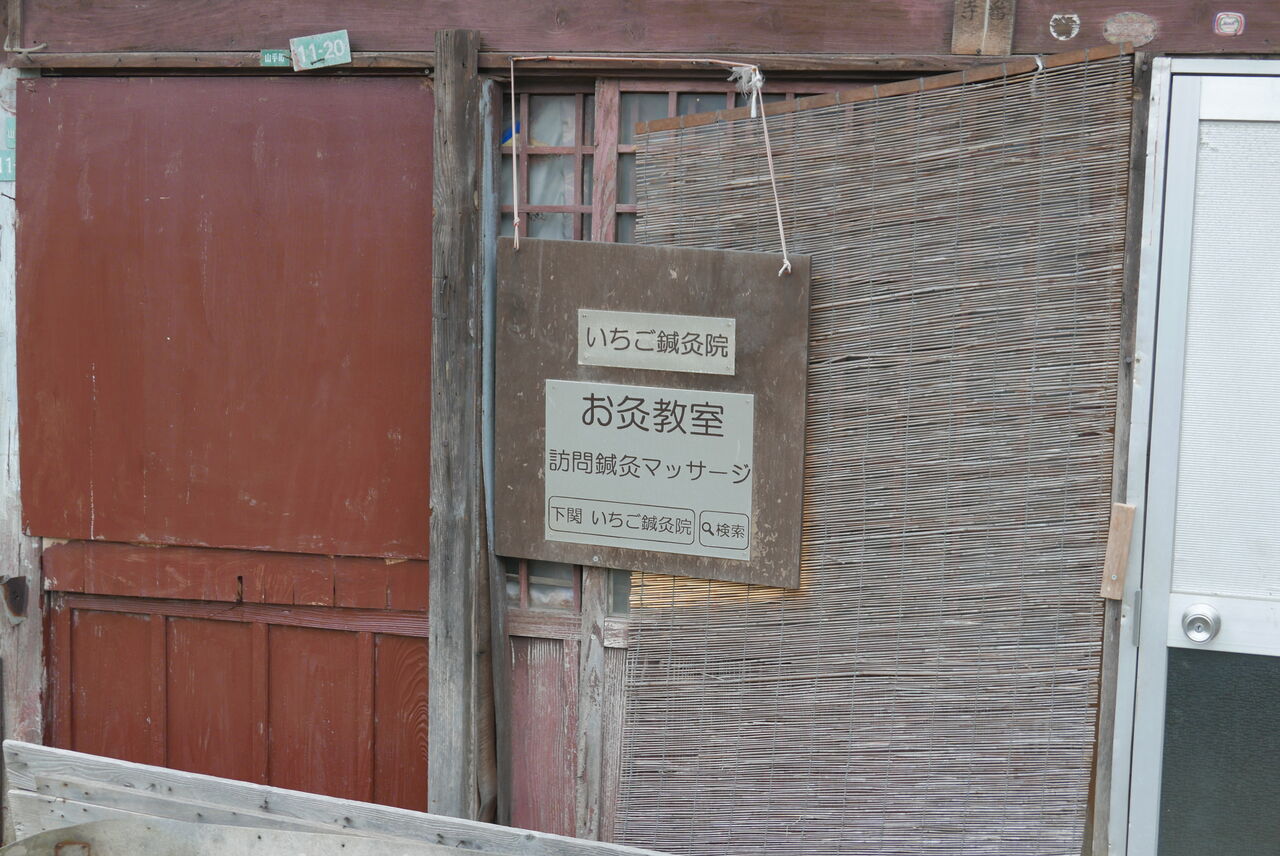 11-20
いちご鍼灸院
お灸教室
訪問鍼灸マッサージ
下関 いちご鍼灸院
検索